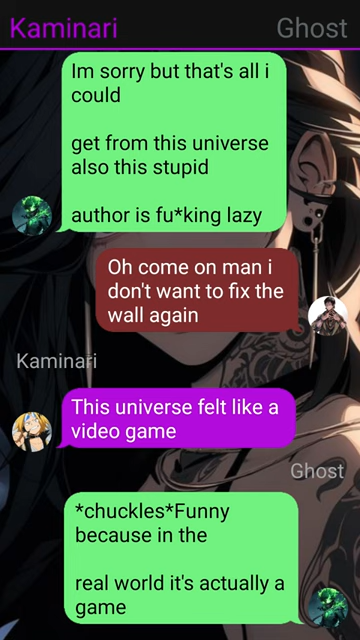 Kaminari Ghost
Im sorry but that's all i
could
get from this universe
also this stupid
author is fu*king lazy
Oh come on man i
don't want to fix the
wall again
Kaminari
This universe felt like a
video game
Ghost
*chuckles*Funny
because in the
real world it's actually a
game